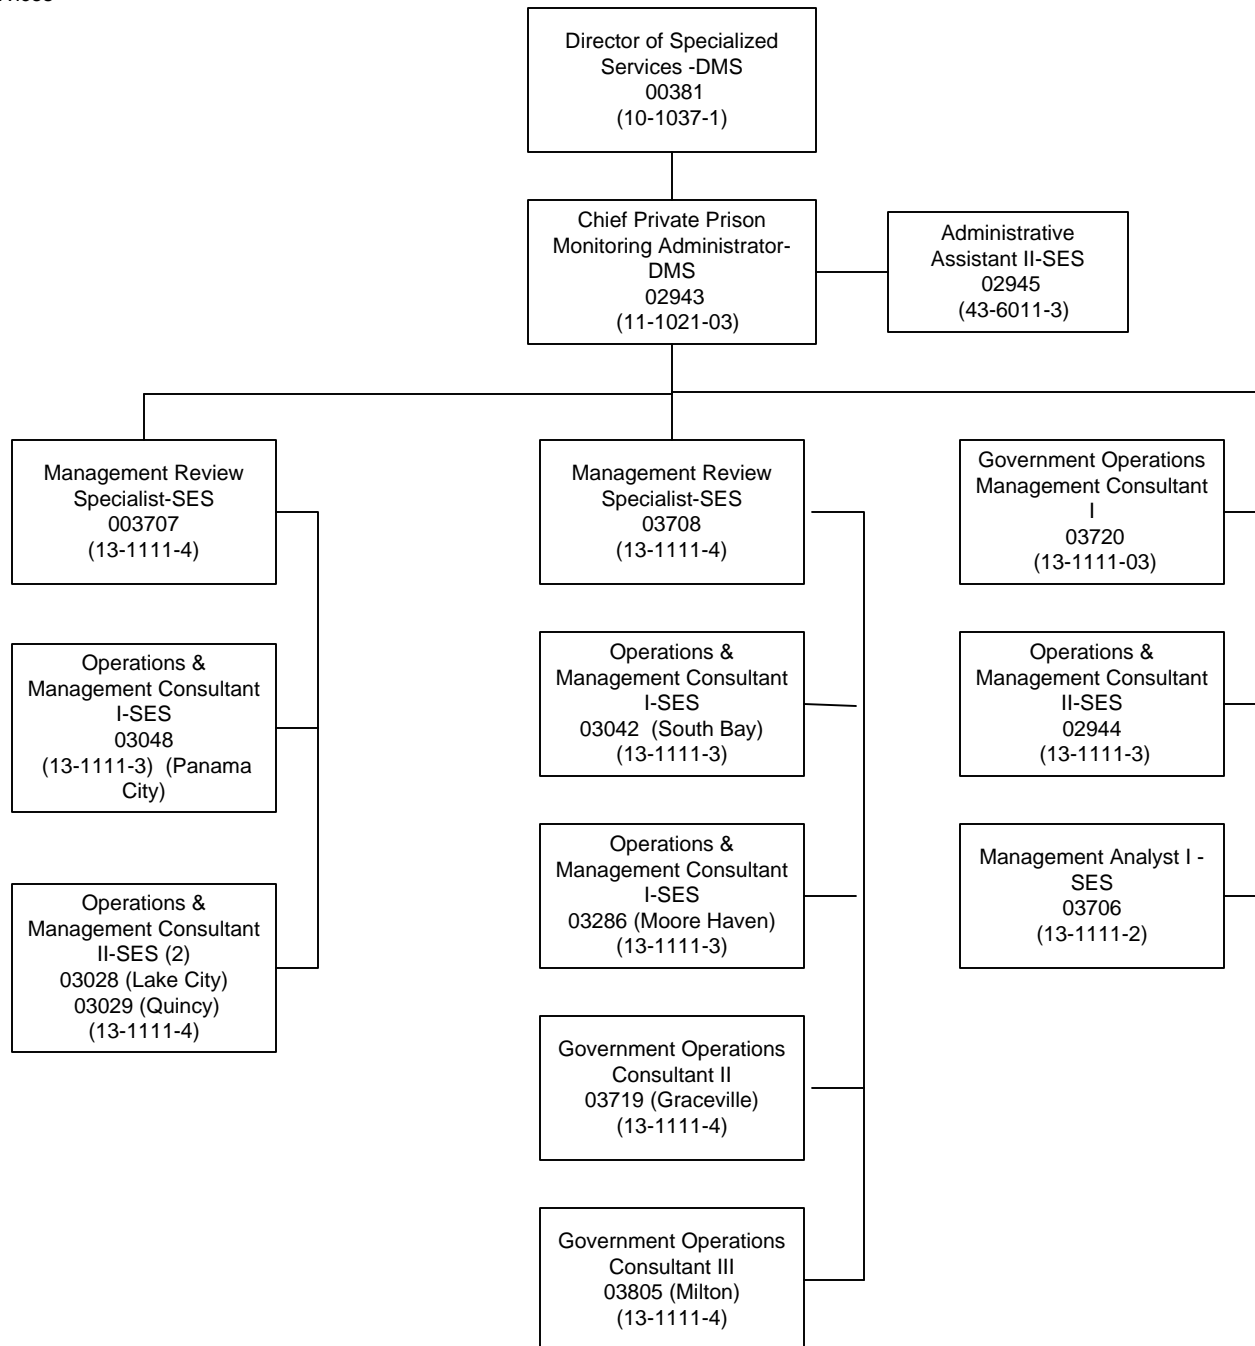 Director of Specialized
Services -DMS
00381
(10-1037-1)
Chief Private Prison
Monitoring Administrator-
DMS
02943
(11-1021-03)
Administrative
Assistant II-SES
02945
(43-6011-3)
Management Review
Specialist-SES
003707
(13-1111-4)
Management Review
Specialist-SES
03708
(13-1111-4)
Government Operations
Management Consultant
I
03720
(13-1111-03)
Operations &
Management Consultant
I-SES
03048
(13-1111-3) (Panama
City)
Operations &
Management Consultant
I-SES
03042 (South Bay)
(13-1111-3)
Operations &
Management Consultant
II-SES
02944
(13-1111-3)
Operations &
Management Consultant
II-SES (2)
03028 (Lake City)
03029 (Quincy)
(13-1111-4)
Operations &
Management Consultant
I-SES
03286 (Moore Haven)
(13-1111-3)
Management Analyst I -
SES
03706
(13-1111-2)
Government Operations
Consultant II
03719 (Graceville)
(13-1111-4)
Government Operations
Consultant III
03805 (Milton)
(13-1111-4)